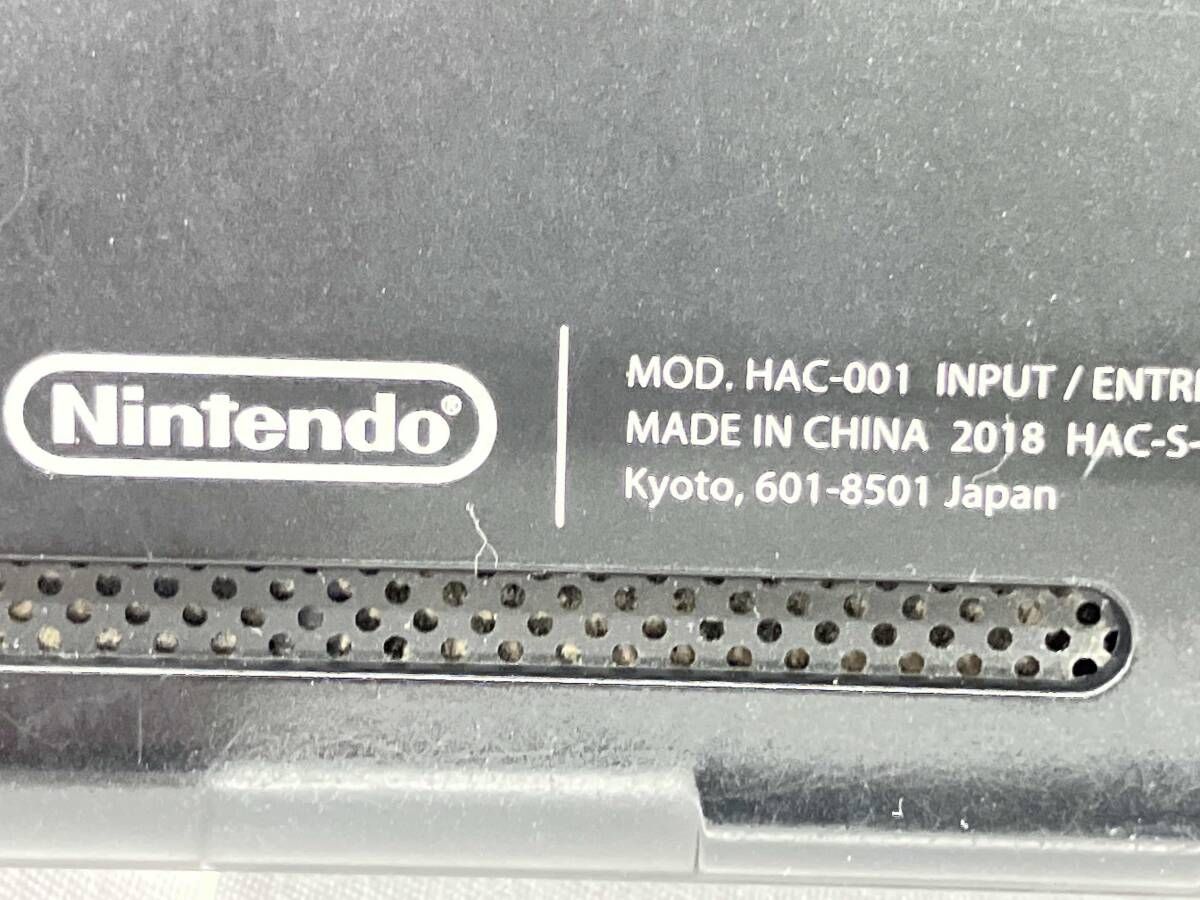 Nintendo®
MOD. HAC-001 INPUT / ENTR
MADE IN CHINA 2018 HAC-S-
Kyoto, 601-8501 Japan